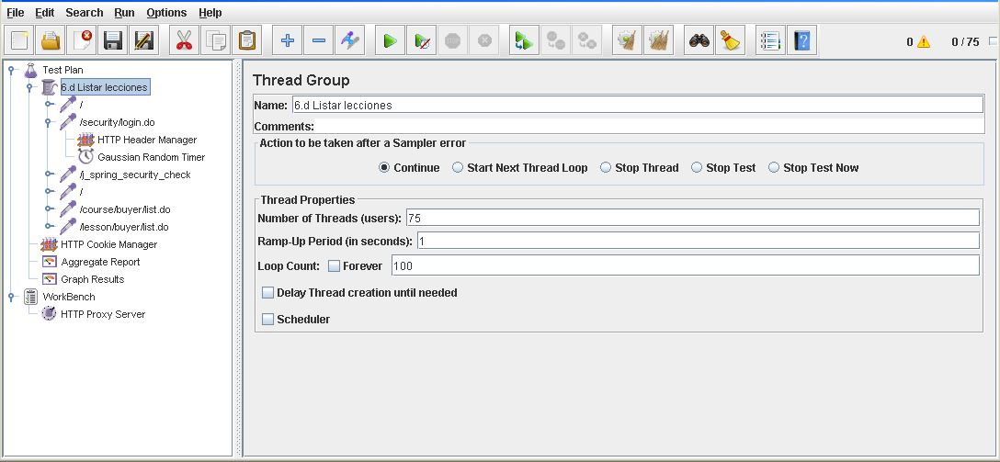 File Edit Search Run Options Help
0 0 / 75
Test Plan
6.d Listar lecciones
/
/security/login.do
HTTP Header Manager
Gaussian Random Timer
/j_spring_security_check
/
/course/buyer/list.do
/lesson/buyer/list.do
HTTP Cookie Manager
Aggregate Report
Graph Results
WorkBench
HTTP Proxy Server
Thread Group
Name: 6.d Listar lecciones
Comments:
Action to be taken after a Sampler error
Continue Start Next Thread Loop Stop Thread Stop Test Stop Test Now
Thread Properties
Number of Threads (users): 75
Ramp-Up Period (in seconds): 1
Loop Count: Forever 100
Delay Thread creation until needed
Scheduler